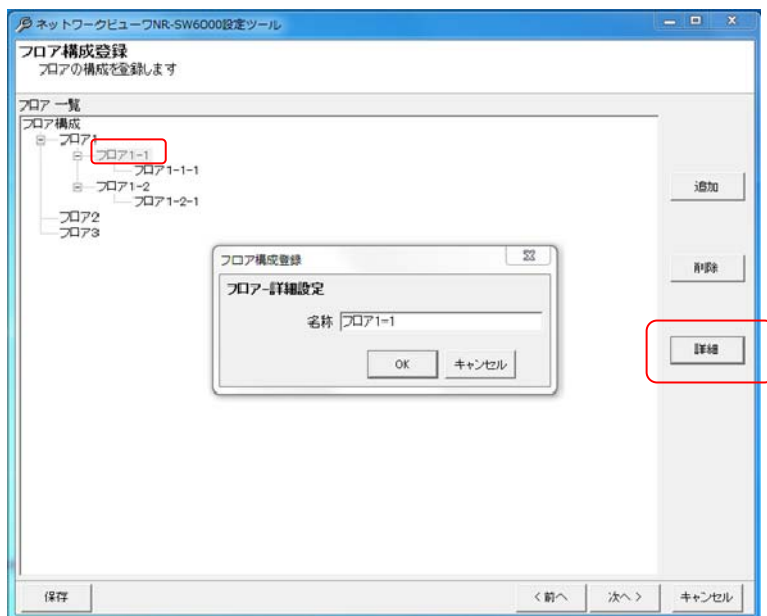 ネットワークビューワNR-SW6000設定ツール
フロア構成登録
フロアの構成を登録します
フロア 一覧
フロア構成
フロア1
フロア1-1
フロア1-1-1
フロア1-2
フロア1-2-1
フロア2
フロア3
追加
削除
詳細
フロア構成登録
フロアー詳細設定
名称 フロア1-1
OK キャンセル
保存 < 前へ 次へ > キャンセル